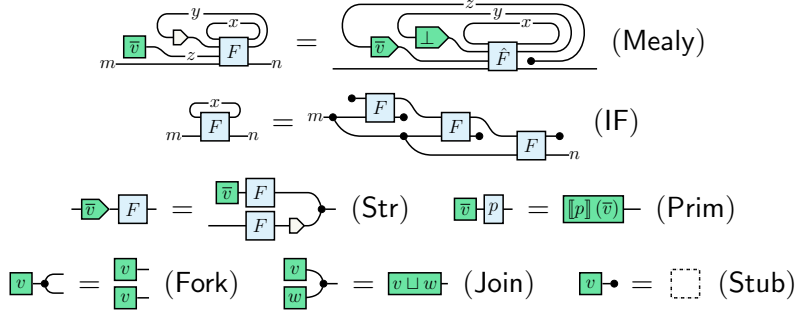 y x z v̅ F m z n = z y x v̅ ⊥ F̂ (Mealy)
x m F n = m F F F n (IF)
v̅ F = v̅ F F (Str) v̅ p = ⟦p⟧(v̅) (Prim)
v = v v (Fork) v w = v ⊔ w (Join) v = (Stub)